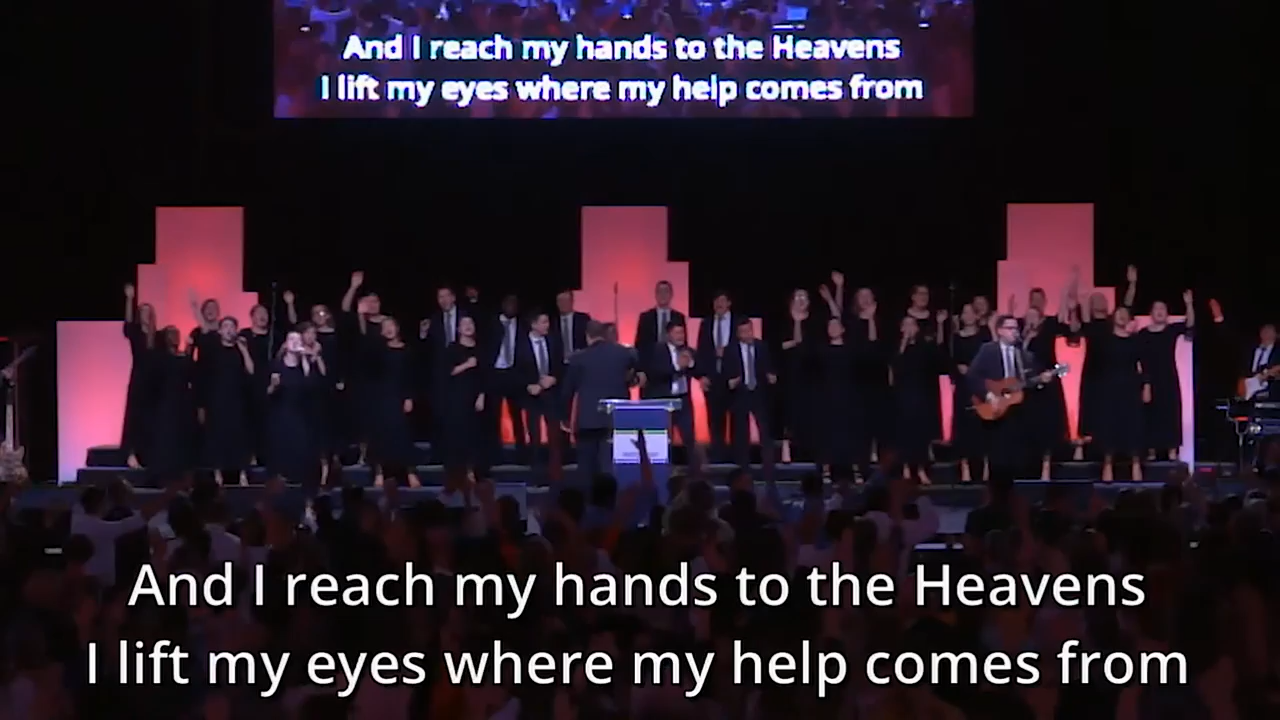 And I reach my hands to the Heavens
I lift my eyes where my help comes from
And I reach my hands to the Heavens
I lift my eyes where my help comes from